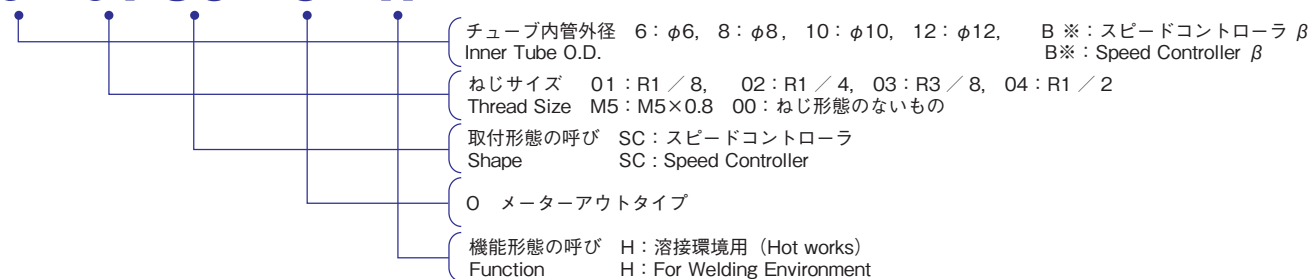 チューブ内管外径 6：φ6, 8：φ8, 10：φ10, 12：φ12, B ※：スピードコントローラ β
Inner Tube O.D. B※：Speed Controller β
ねじサイズ 01：R1／8, 02：R1／4, 03：R3／8, 04：R1／2
Thread Size M5：M5×0.8 00：ねじ形態のないもの
取付形態の呼び SC：スピードコントローラ
Shape SC : Speed Controller
O メーターアウトタイプ
機能形態の呼び H：溶接環境用（Hot works）
Function H：For Welding Environment